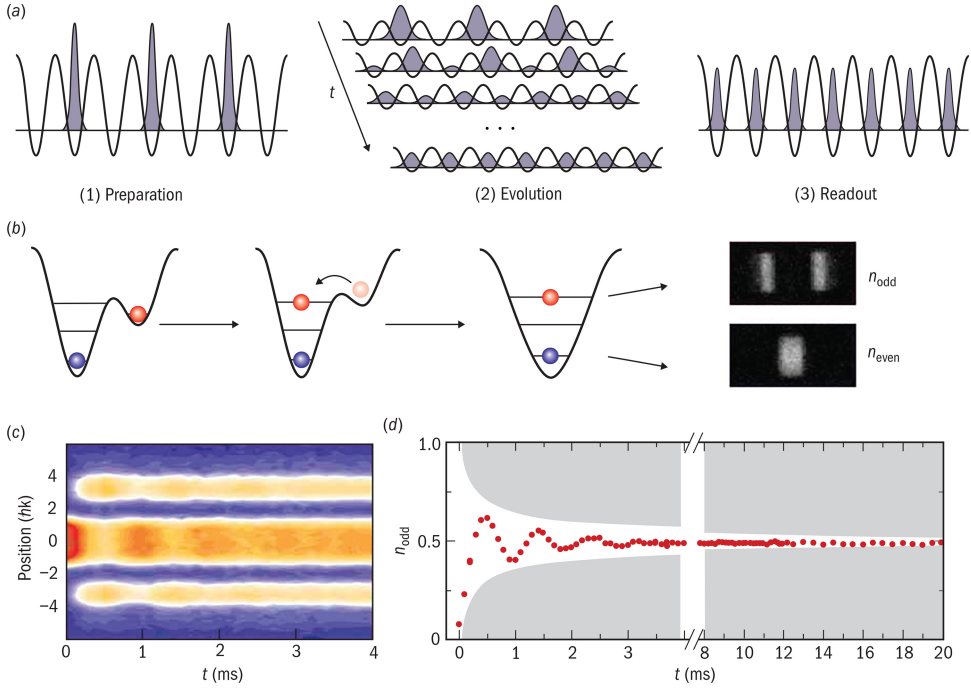 (a)
t
. . .
(1) Preparation
(2) Evolution
(3) Readout
(b)
n_odd
n_even
(c)
Position (ħk)
4
2
0
−2
−4
0
1
2
3
4
t (ms)
(d)
n_odd
1.0
0.5
0
0
1
2
3
8
10
12
14
16
18
20
t (ms)